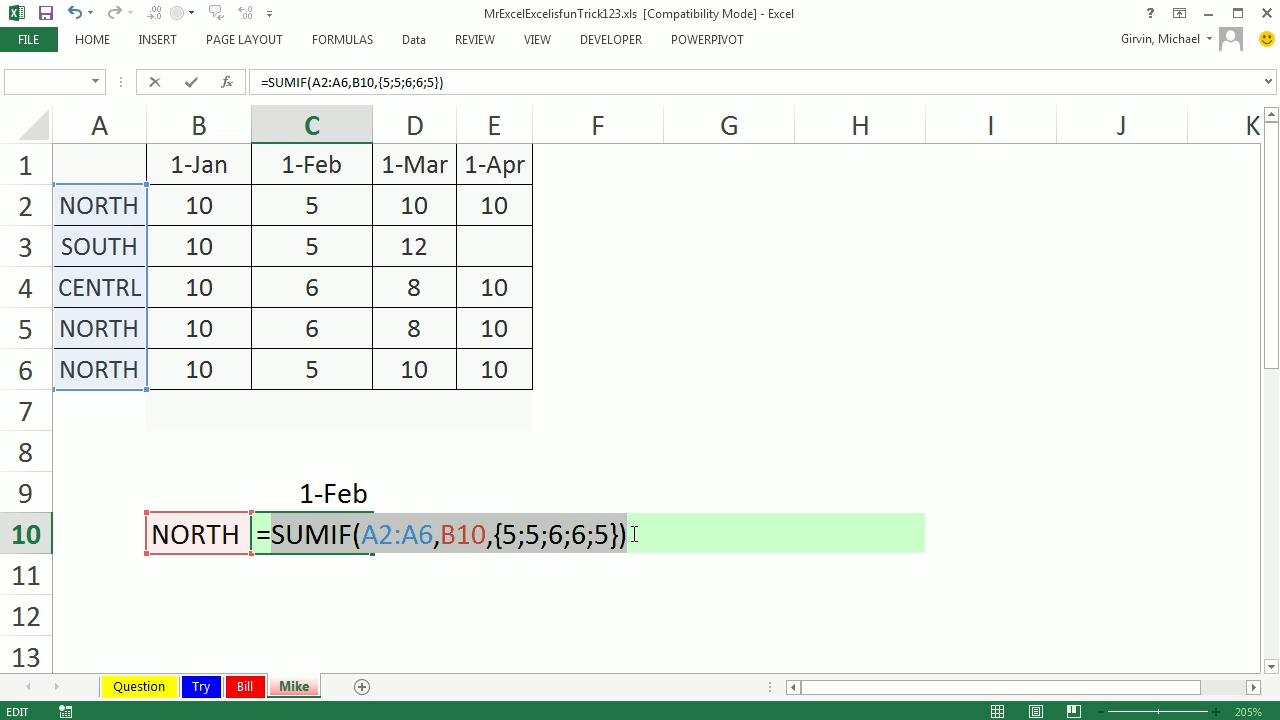 MrExcelExcelisfunTrick123.xls [Compatibility Mode] - Excel
FILE HOME INSERT PAGE LAYOUT FORMULAS Data REVIEW VIEW DEVELOPER POWERPIVOT Girvin, Michael
=SUMIF(A2:A6,B10,{5;5;6;6;5})
A B C D E F G H I J K
1 1-Jan 1-Feb 1-Mar 1-Apr
2 NORTH 10 5 10 10
3 SOUTH 10 5 12
4 CENTRL 10 6 8 10
5 NORTH 10 6 8 10
6 NORTH 10 5 10 10
7
8
9 1-Feb
10 NORTH =SUMIF(A2:A6,B10,{5;5;6;6;5})
11
12
13
Question Try Bill Mike
EDIT 205%